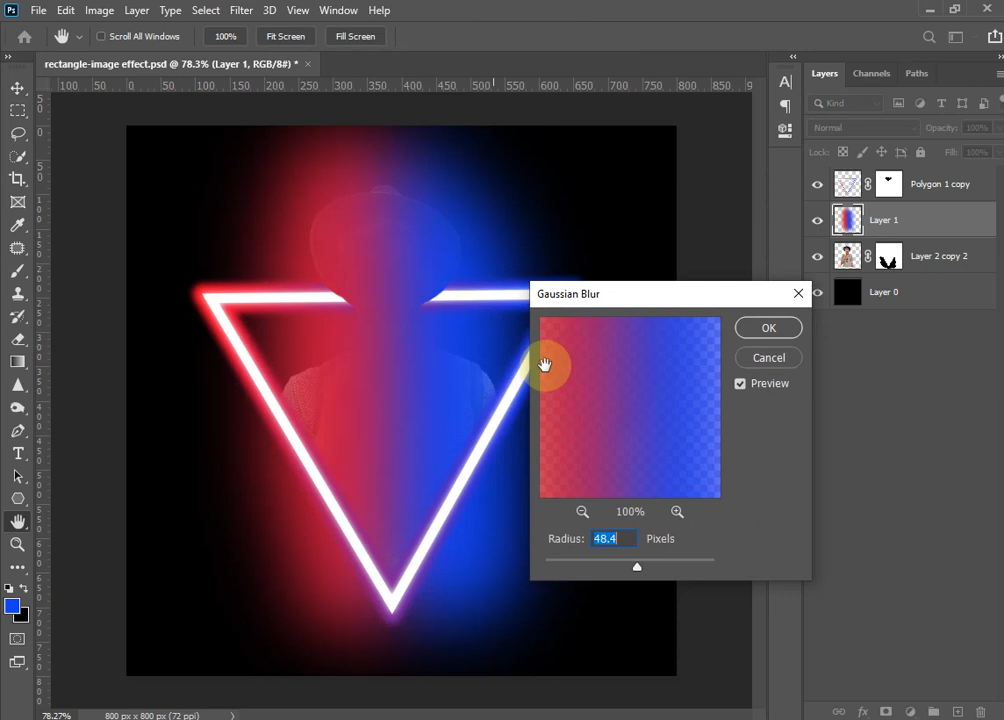 Ps File Edit Image Layer Type Select Filter 3D View Window Help
Scroll All Windows 100% Fit Screen Fill Screen
rectangle-image effect.psd @ 78.3% (Layer 1, RGB/8#) * ×
100 50 0 50 100 150 200 250 300 350 400 450 500 550 600 650 700 750 800 850 9
Layers Channels Paths
Kind
Normal Opacity: 100%
Lock: Fill: 100%
Polygon 1 copy
Layer 1
Layer 2 copy 2
Layer 0
Gaussian Blur
OK
Cancel
Preview
100%
Radius: 48.4 Pixels
78.27% 800 px x 800 px (72 ppi)